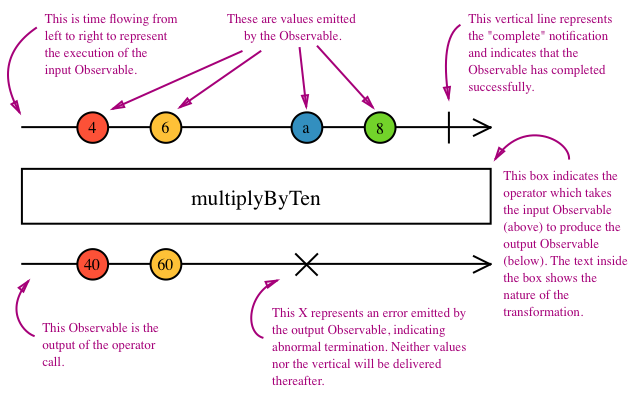 This is time flowing from
left to right to represent
the execution of the
input Observable.
These are values emitted
by the Observable.
This vertical line represents
the "complete" notification
and indicates that the
Observable has completed
successfully.
4 6 a 8
multiplyByTen
This box indicates the
operator which takes
the input Observable
(above) to produce the
output Observable
(below). The text inside
the box shows the
nature of the
transformation.
40 60
This Observable is the
output of the operator
call.
This X represents an error emitted by
the output Observable, indicating
abnormal termination. Neither values
nor the vertical will be delivered
thereafter.